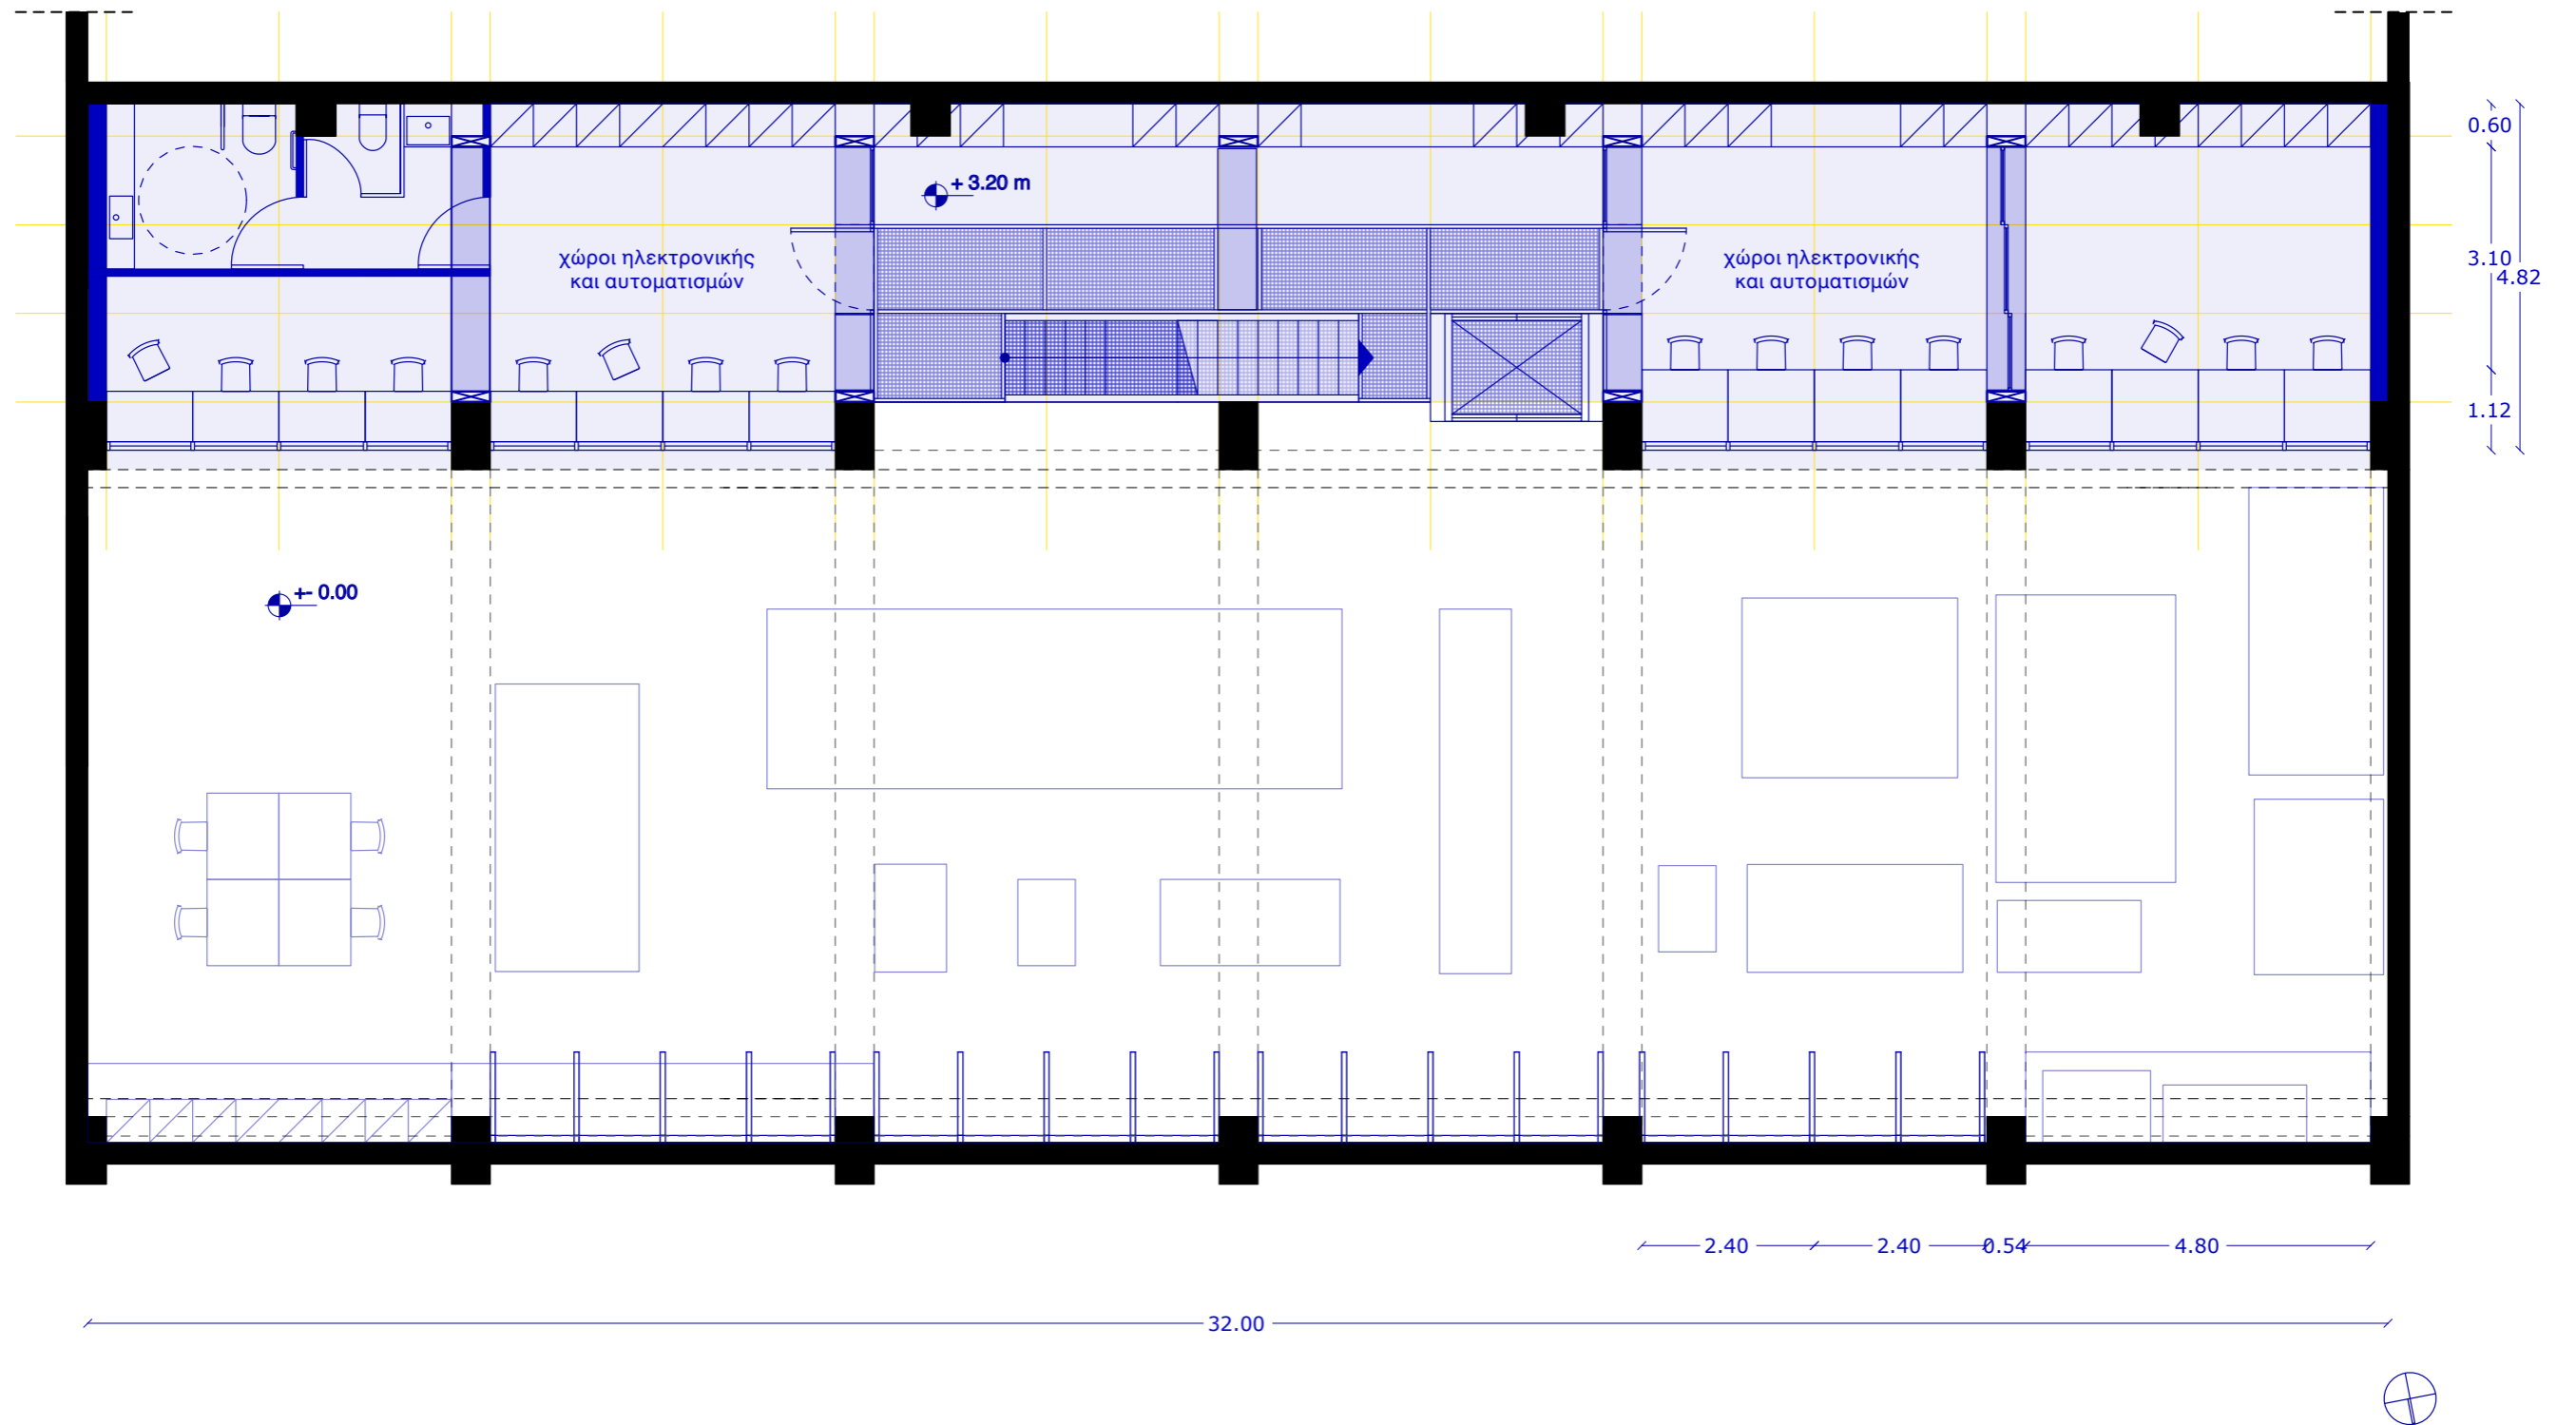 0.60
+ 3.20 m
χώροι ηλεκτρονικής
και αυτοματισμών
χώροι ηλεκτρονικής
και αυτοματισμών
3.10
4.82
1.12
+- 0.00
2.40
2.40
0.54
4.80
32.00